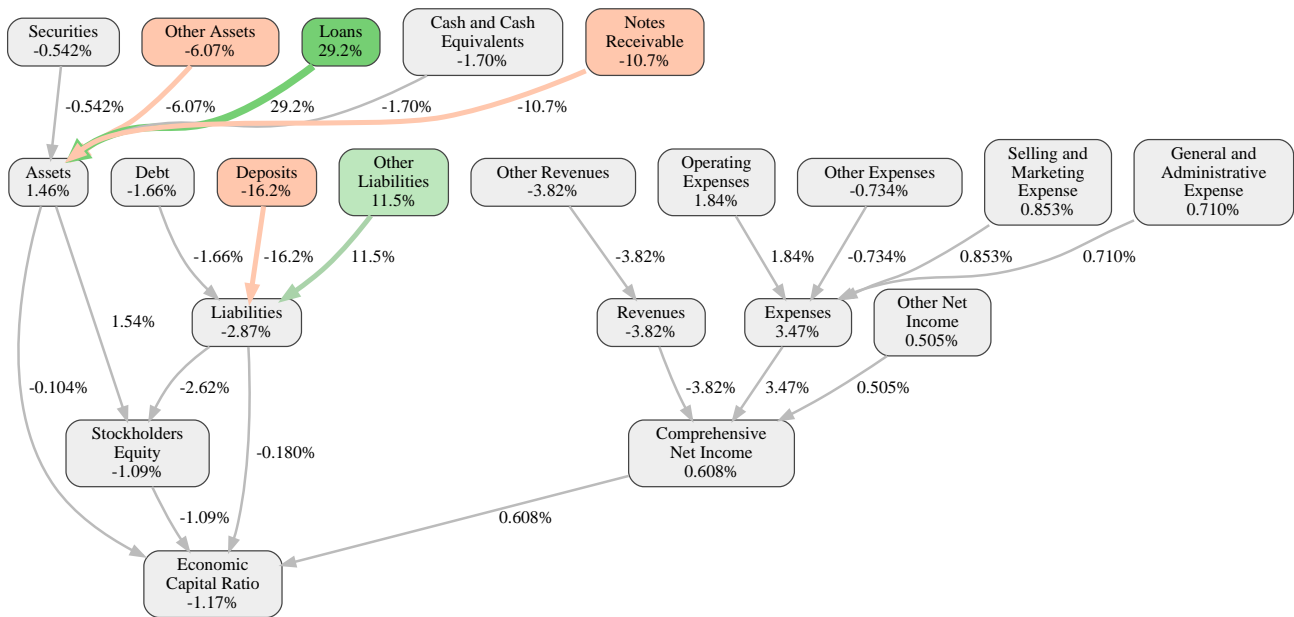 Securities
-0.542%
Other Assets
-6.07%
Loans
29.2%
Cash and Cash
Equivalents
-1.70%
Notes
Receivable
-10.7%
-0.542%
-6.07%
29.2%
-1.70%
-10.7%
Assets
1.46%
Debt
-1.66%
Deposits
-16.2%
Other
Liabilities
11.5%
Other Revenues
-3.82%
Operating
Expenses
1.84%
Other Expenses
-0.734%
Selling and
Marketing
Expense
0.853%
General and
Administrative
Expense
0.710%
-1.66%
-16.2%
11.5%
-3.82%
1.84%
-0.734%
0.853%
0.710%
1.54%
Liabilities
-2.87%
Revenues
-3.82%
Expenses
3.47%
Other Net
Income
0.505%
-0.104%
-2.62%
-3.82%
3.47%
0.505%
Stockholders
Equity
-1.09%
-0.180%
Comprehensive
Net Income
0.608%
-1.09%
0.608%
Economic
Capital Ratio
-1.17%